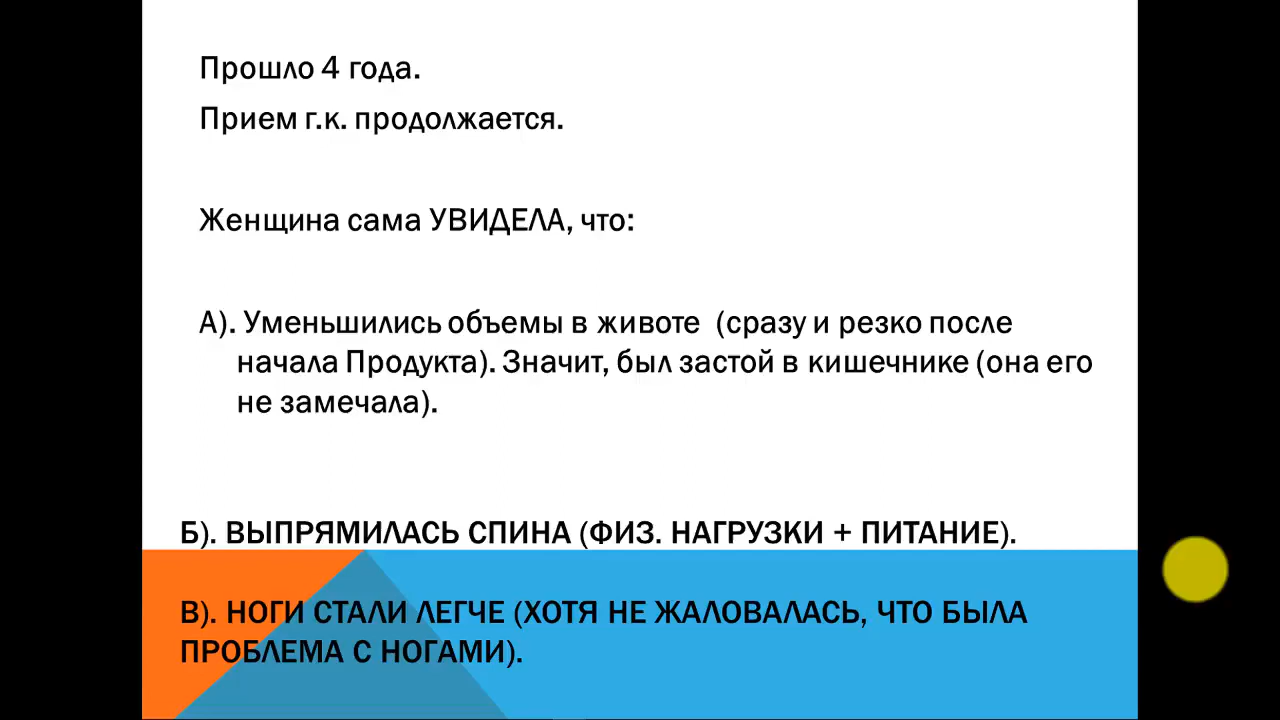 Прошло 4 года.
Прием г.к. продолжается.
Женщина сама УВИДЕЛА, что:
А). Уменьшились объемы в животе (сразу и резко после
начала Продукта). Значит, был застой в кишечнике (она его
не замечала).
Б). ВЫПРЯМИЛАСЬ СПИНА (ФИЗ. НАГРУЗКИ + ПИТАНИЕ).
В). НОГИ СТАЛИ ЛЕГЧЕ (ХОТЯ НЕ ЖАЛОВАЛАСЬ, ЧТО БЫЛА
ПРОБЛЕМА С НОГАМИ).